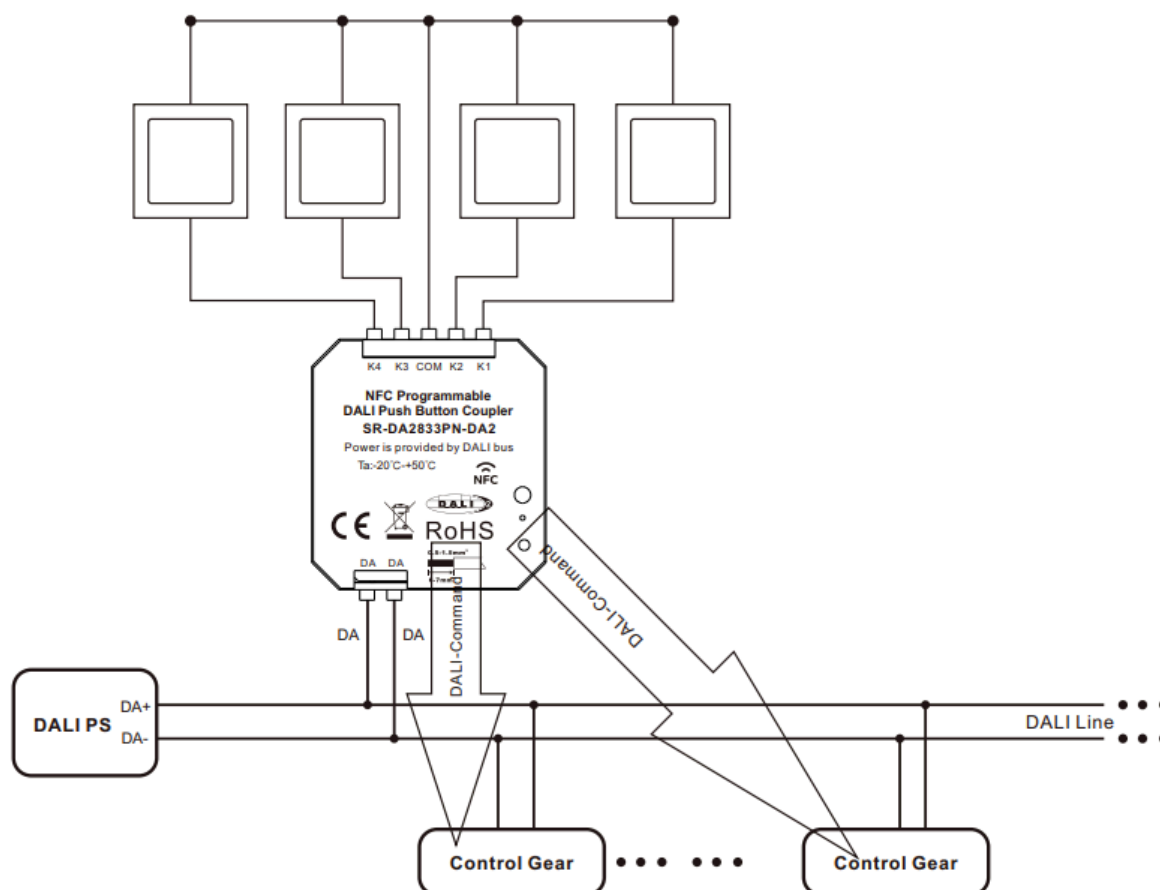 K4 K3 COM K2 K1
NFC Programmable
DALI Push Button Coupler
SR-DA2833PN-DA2
Power is provided by DALI bus
Ta:-20℃-+50℃
NFC
DALI
CE
RoHS
DA DA
DA DA
DALI-Command
DALI-Command
DALI PS
DA+
DA-
DALI Line
Control Gear
Control Gear